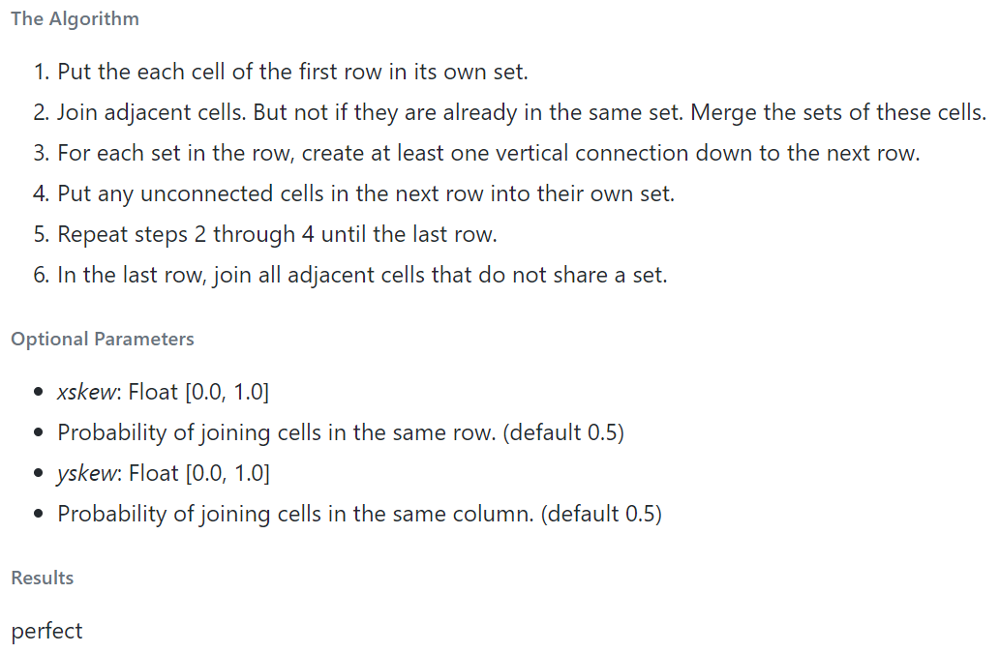 The Algorithm
1. Put the each cell of the first row in its own set.
2. Join adjacent cells. But not if they are already in the same set. Merge the sets of these cells.
3. For each set in the row, create at least one vertical connection down to the next row.
4. Put any unconnected cells in the next row into their own set.
5. Repeat steps 2 through 4 until the last row.
6. In the last row, join all adjacent cells that do not share a set.
Optional Parameters
• xskew: Float [0.0, 1.0]
• Probability of joining cells in the same row. (default 0.5)
• yskew: Float [0.0, 1.0]
• Probability of joining cells in the same column. (default 0.5)
Results
perfect